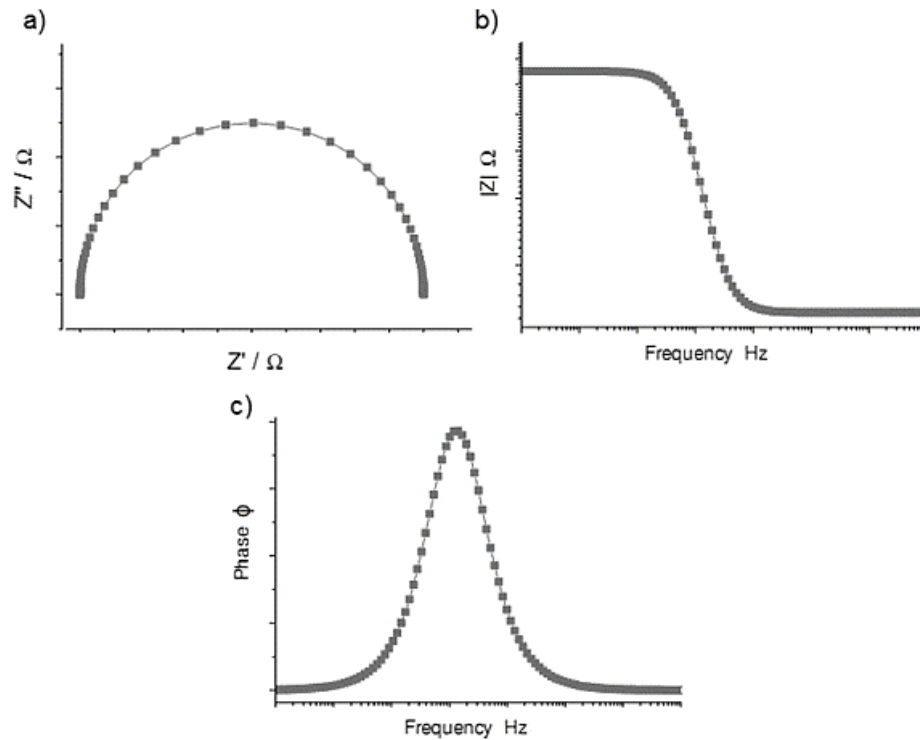 a)
Z'' / Ω
Z' / Ω
b)
|Z| Ω
Frequency Hz
c)
Phase ϕ
Frequency Hz